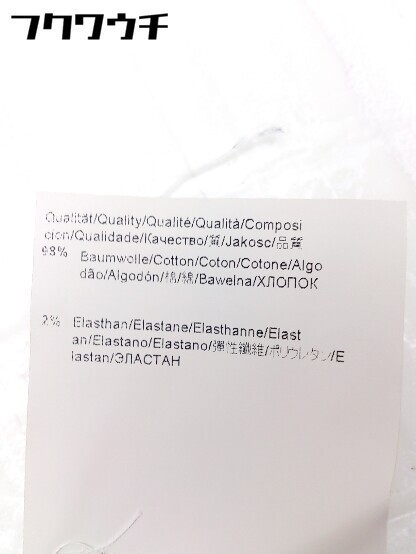 フクワウチ
Qualität/Quality/Qualité/Qualità/Composi
ción/Qualidade/Качество/質/Jakosc/品質
98% Baumwolle/Cotton/Coton/Cotone/Algo
dão/Algodón/棉/綿/Bawelna/ХЛОПОК
2% Elasthan/Elastane/Elasthanne/Elast
an/Elastano/Elastano/彈性纖維/ポリウレタン/E
lastan/ЭЛАСТАН